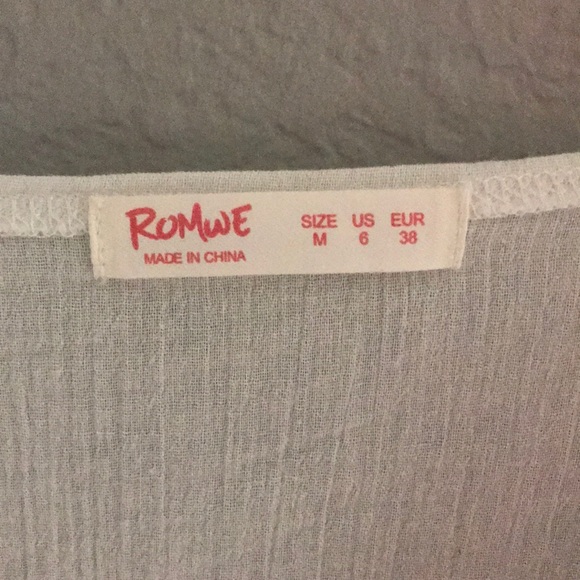 ROMWE
MADE IN CHINA
SIZE US EUR
M 6 38